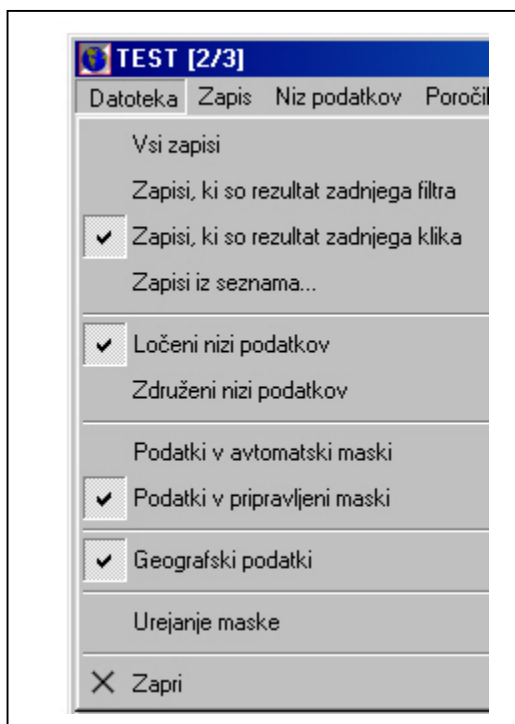 TEST [2/3]
Datoteka Zapis Niz podatkov
Vsi zapisi
Zapisi, ki so rezultat zadnjega filtra
Zapisi, ki so rezultat zadnjega klika
Zapisi iz seznama...
Ločeni nizi podatkov
Združeni nizi podatkov
Podatki v avtomatski maski
Podatki v pripravljeni maski
Geografski podatki
Urejanje maske
Zapri